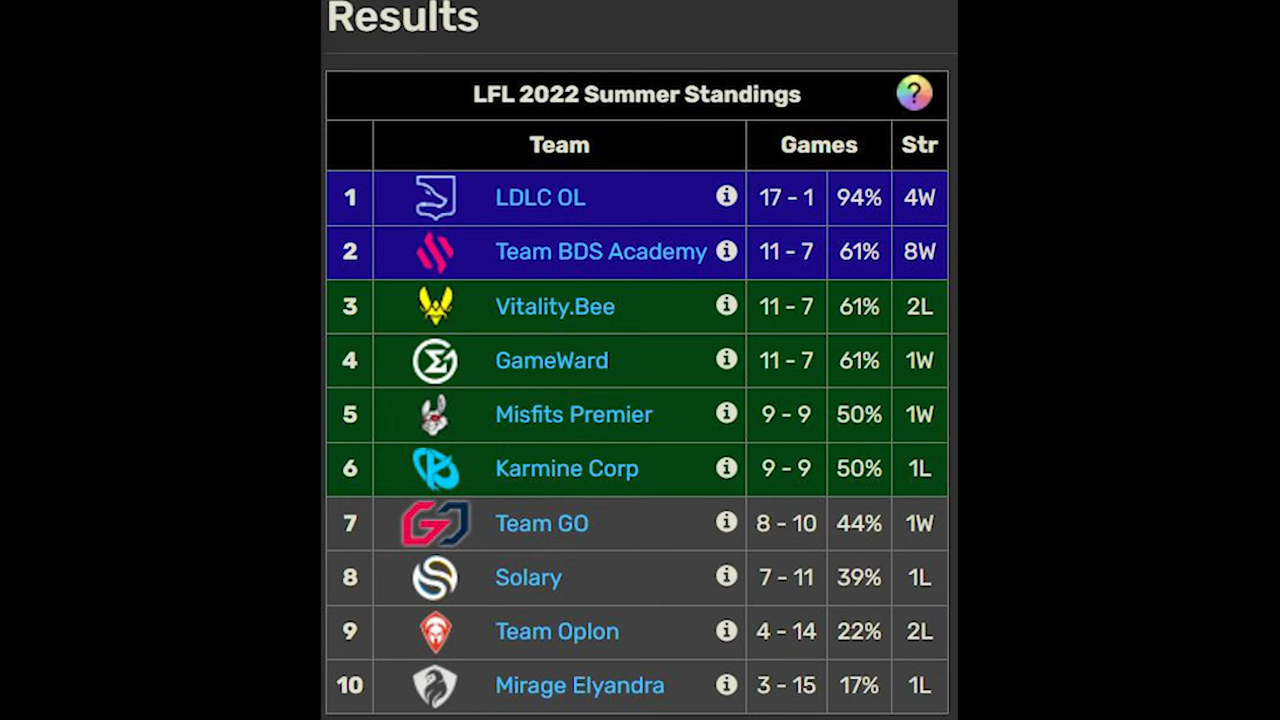 Results
LFL 2022 Summer Standings ?
Team Games Str
1 LDLC OL i 17 - 1 94% 4W
2 Team BDS Academy i 11 - 7 61% 8W
3 Vitality.Bee i 11 - 7 61% 2L
4 GameWard i 11 - 7 61% 1W
5 Misfits Premier i 9 - 9 50% 1W
6 Karmine Corp i 9 - 9 50% 1L
7 GO Team GO i 8 - 10 44% 1W
8 Solary i 7 - 11 39% 1L
9 Team Oplon i 4 - 14 22% 2L
10 Mirage Elyandra i 3 - 15 17% 1L